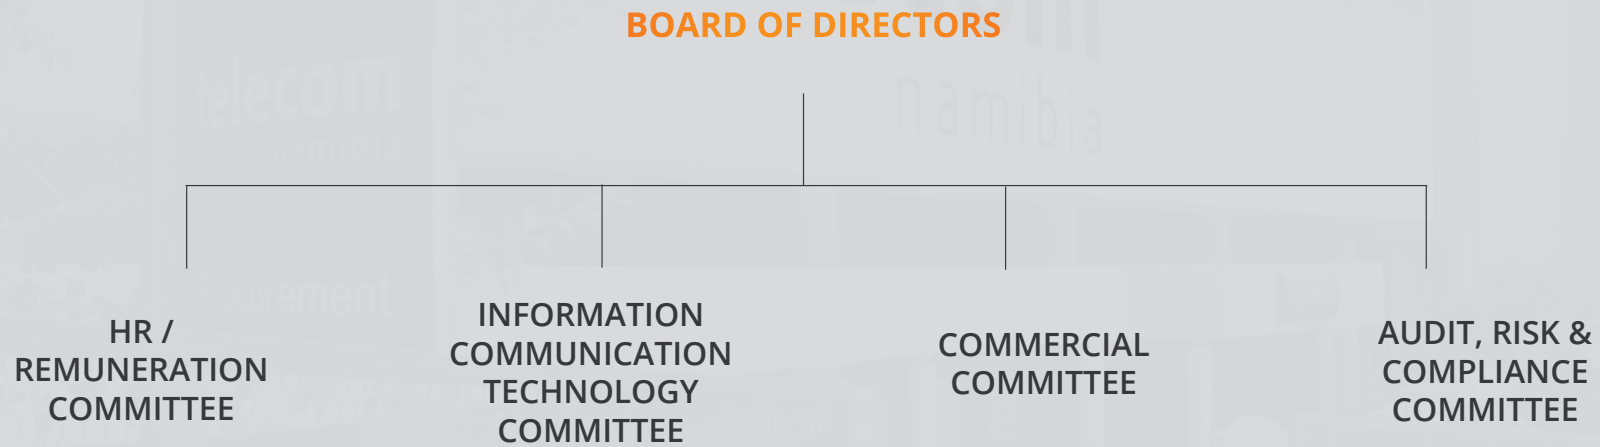 BOARD OF DIRECTORS
telecom
namibia
namibia
Procurement
HR /
REMUNERATION
COMMITTEE
INFORMATION
COMMUNICATION
TECHNOLOGY
COMMITTEE
COMMERCIAL
COMMITTEE
AUDIT, RISK &
COMPLIANCE
COMMITTEE